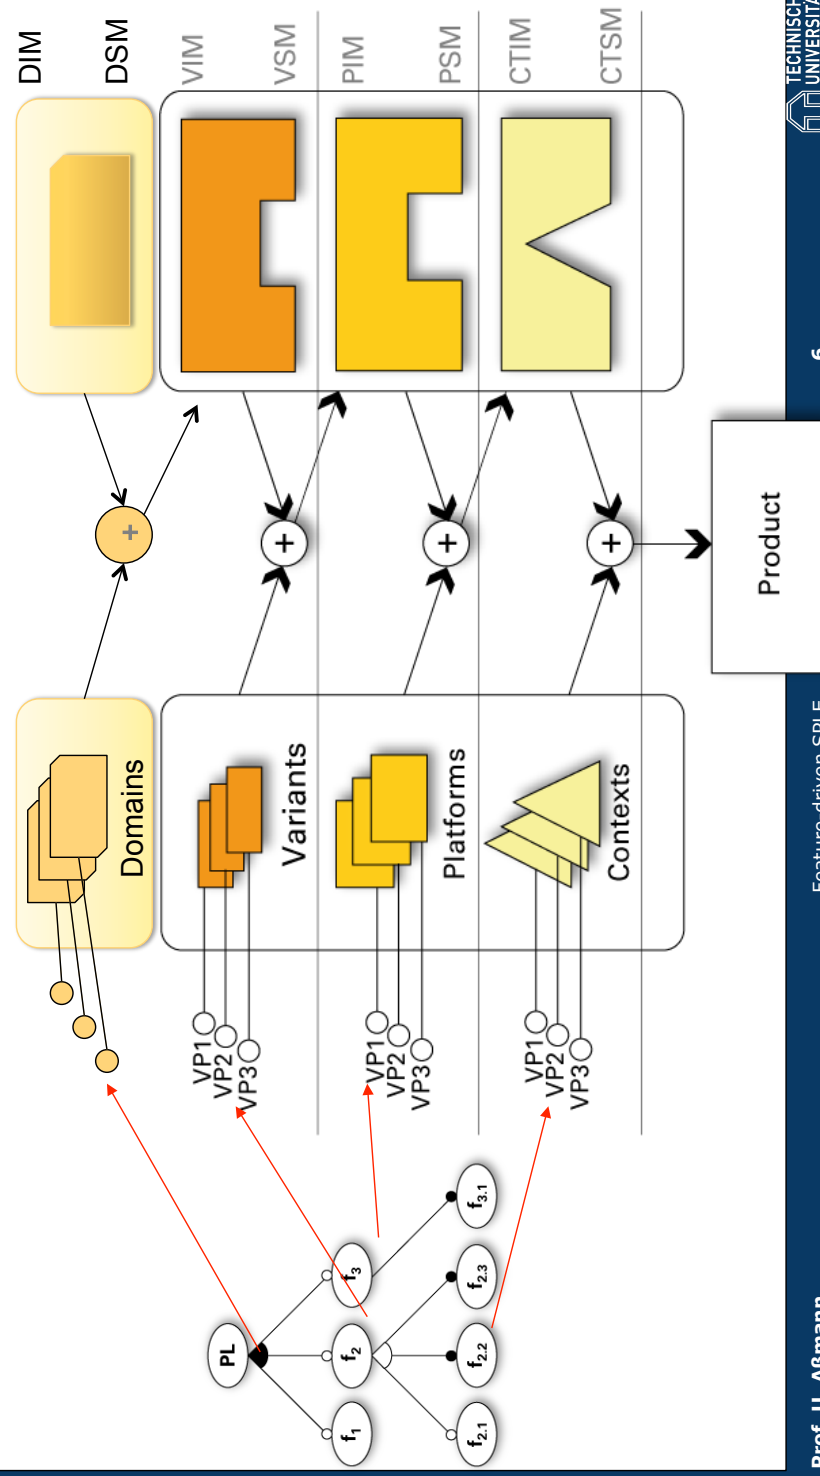 DIM
DSM
VIM
VSM
PIM
PSM
CTIM
CTSM
Domains
Variants
Platforms
Contexts
VP1
VP2
VP3
VP1
VP2
VP3
VP1
VP2
VP3
PL
f1
f2
f3
f2.1
f2.2
f2.3
f3.1
+
+
+
+
Product
TECHNISCH
UNIVERSITÄ
Prof. U. Aßmann
Feature-driven SPLE
6